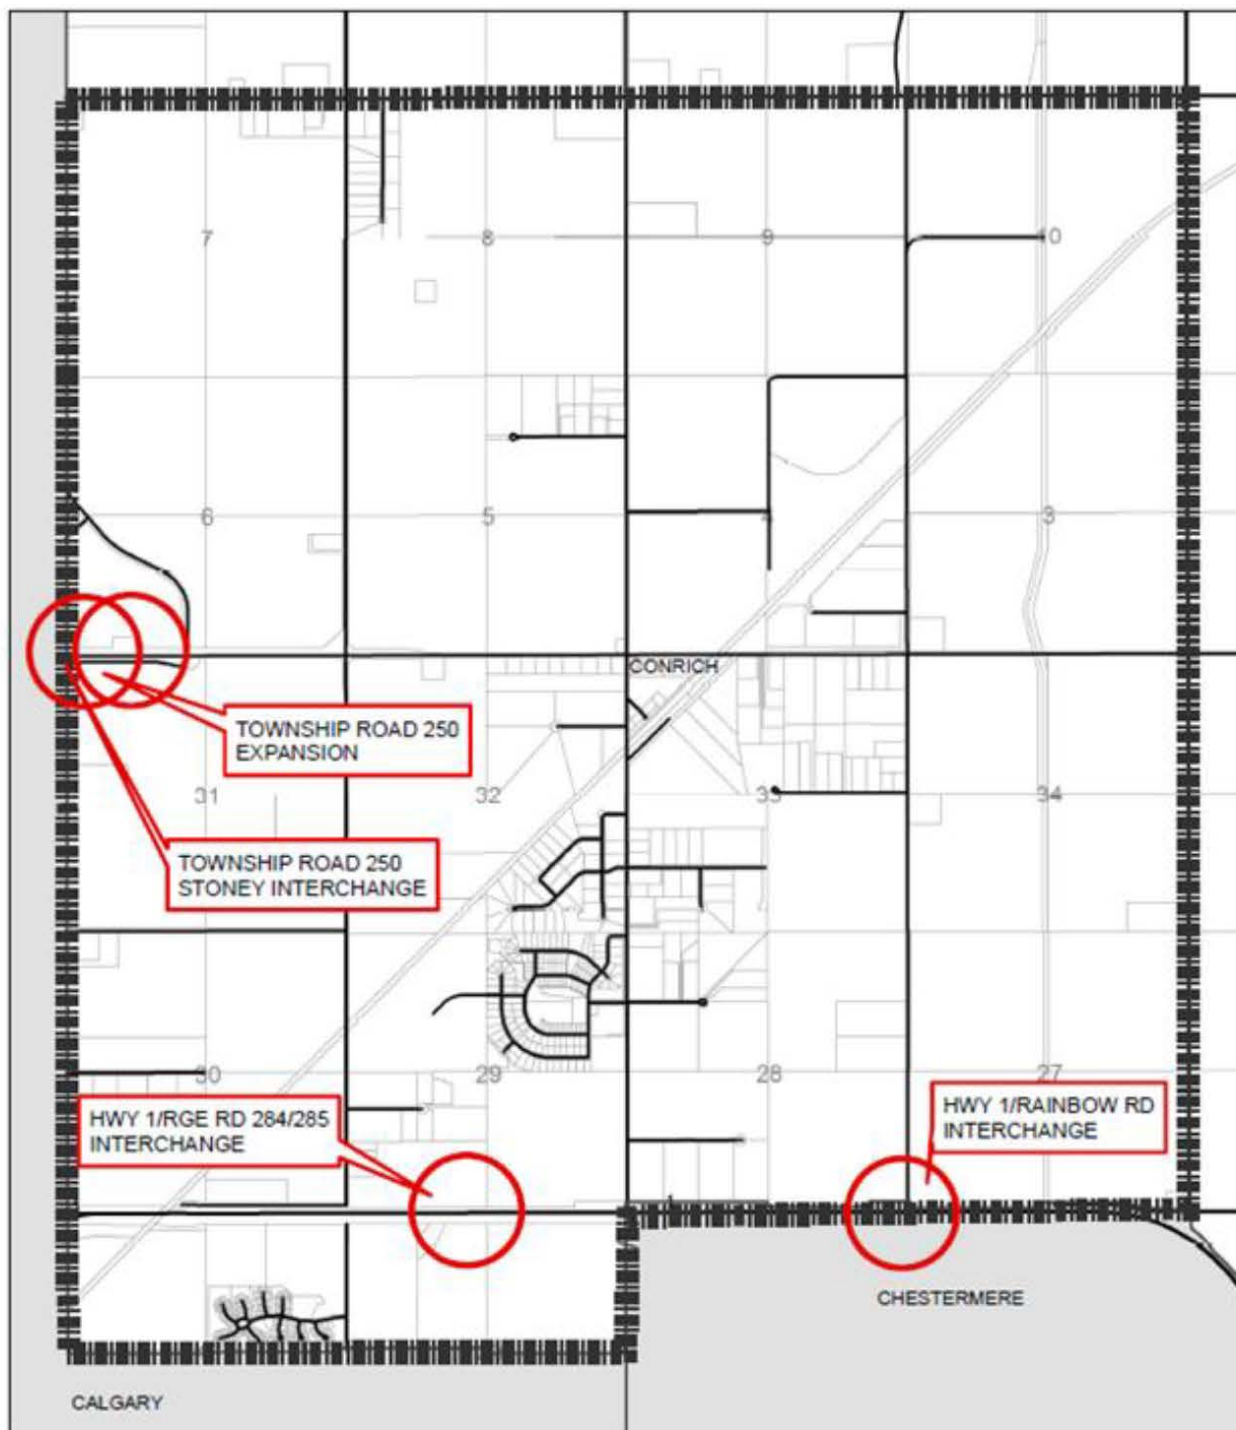 7
8
9
10
6
5
4
3
CONRICH
TOWNSHIP ROAD 250
EXPANSION
31
32
33
34
TOWNSHIP ROAD 250
STONEY INTERCHANGE
30
29
28
27
HWY 1/RGE RD 284/285
INTERCHANGE
HWY 1/RAINBOW RD
INTERCHANGE
CHESTERMERE
CALGARY